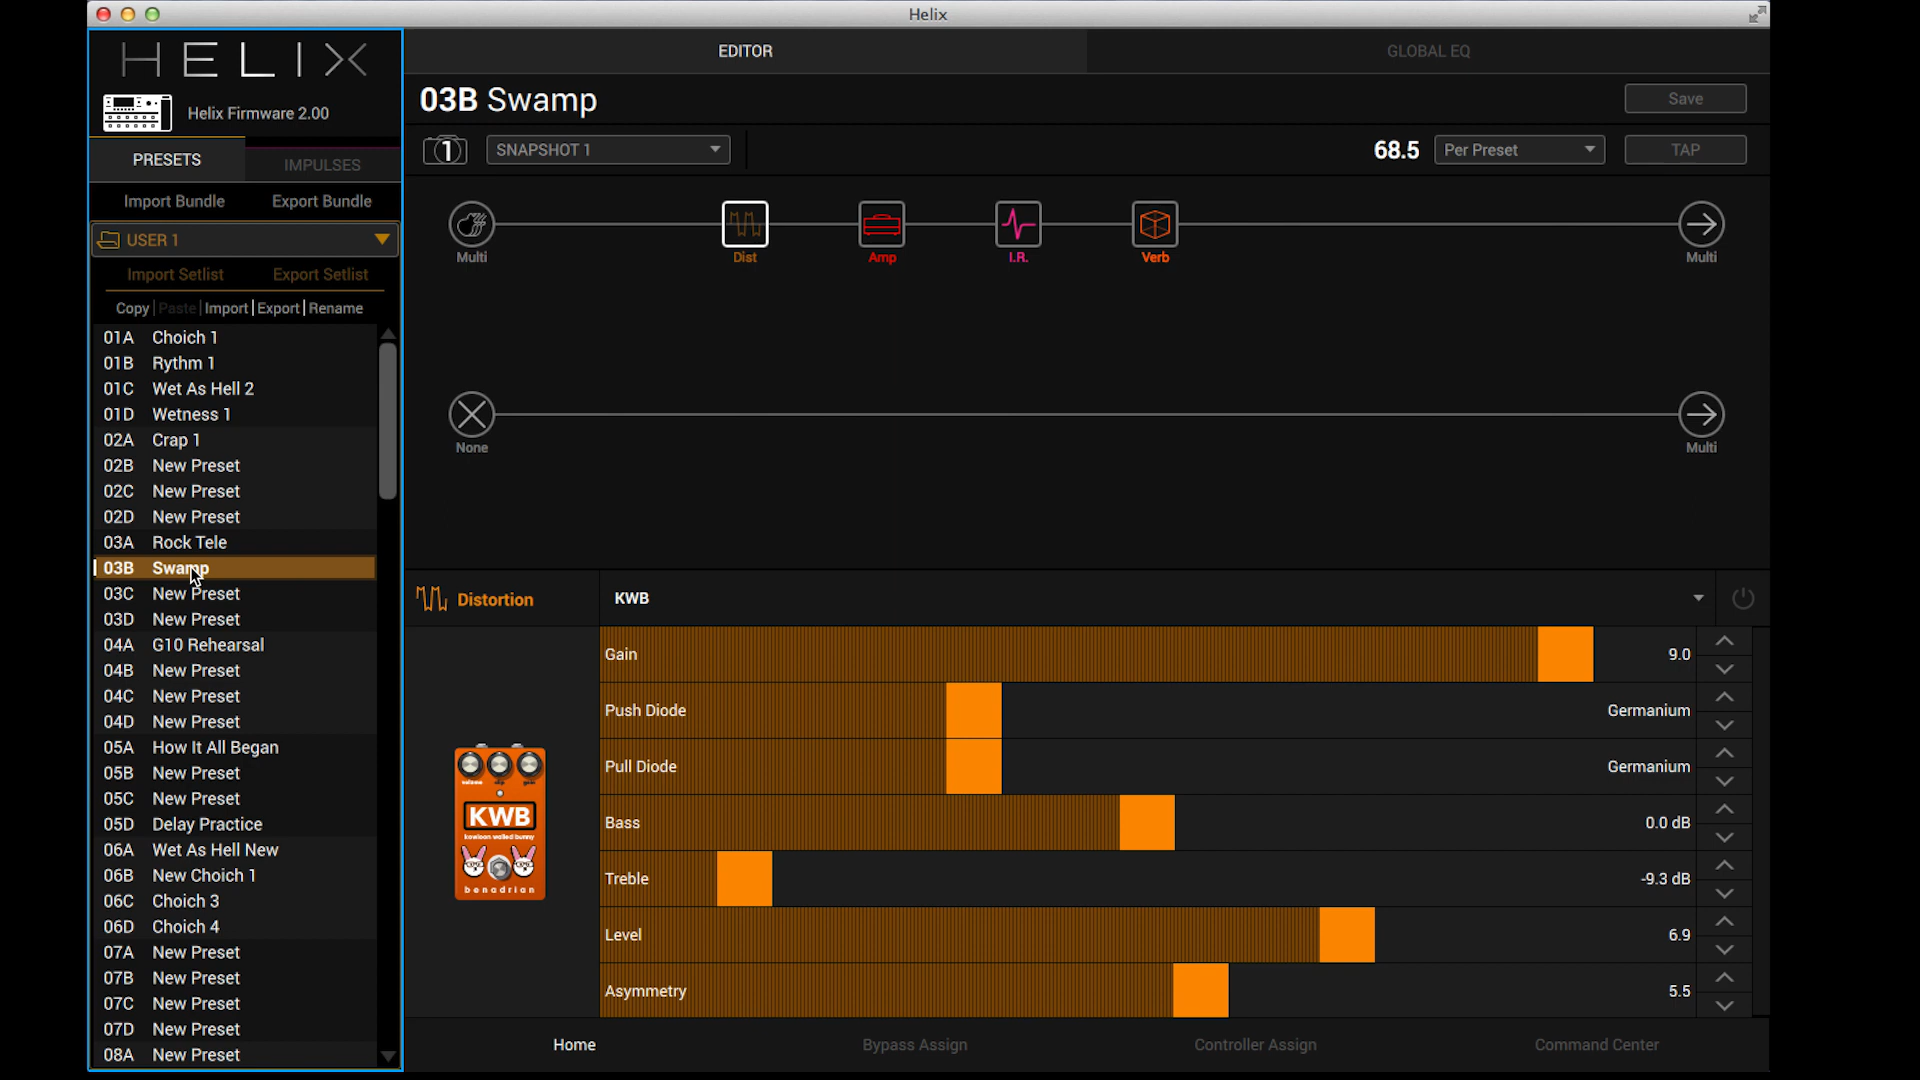 Helix
HELIX
Helix Firmware 2.00
PRESETS
IMPULSES
Import Bundle
Export Bundle
USER 1
Import Setlist
Export Setlist
Copy
Paste
Import
Export
Rename
01A Choich 1
01B Rythm 1
01C Wet As Hell 2
01D Wetness 1
02A Crap 1
02B New Preset
02C New Preset
02D New Preset
03A Rock Tele
03B Swamp
03C New Preset
03D New Preset
04A G10 Rehearsal
04B New Preset
04C New Preset
04D New Preset
05A How It All Began
05B New Preset
05C New Preset
05D Delay Practice
06A Wet As Hell New
06B New Choich 1
06C Choich 3
06D Choich 4
07A New Preset
07B New Preset
07C New Preset
07D New Preset
08A New Preset
EDITOR
GLOBAL EQ
03B Swamp
Save
1
SNAPSHOT 1
68.5
Per Preset
TAP
Multi
Dist
Amp
I.R.
Verb
Multi
None
Multi
Distortion
KWB
volume clip gain
KWB
kowloon walled bunny
benadrian
Gain 9.0
Push Diode Germanium
Pull Diode Germanium
Bass 0.0 dB
Treble -9.3 dB
Level 6.9
Asymmetry 5.5
Home
Bypass Assign
Controller Assign
Command Center